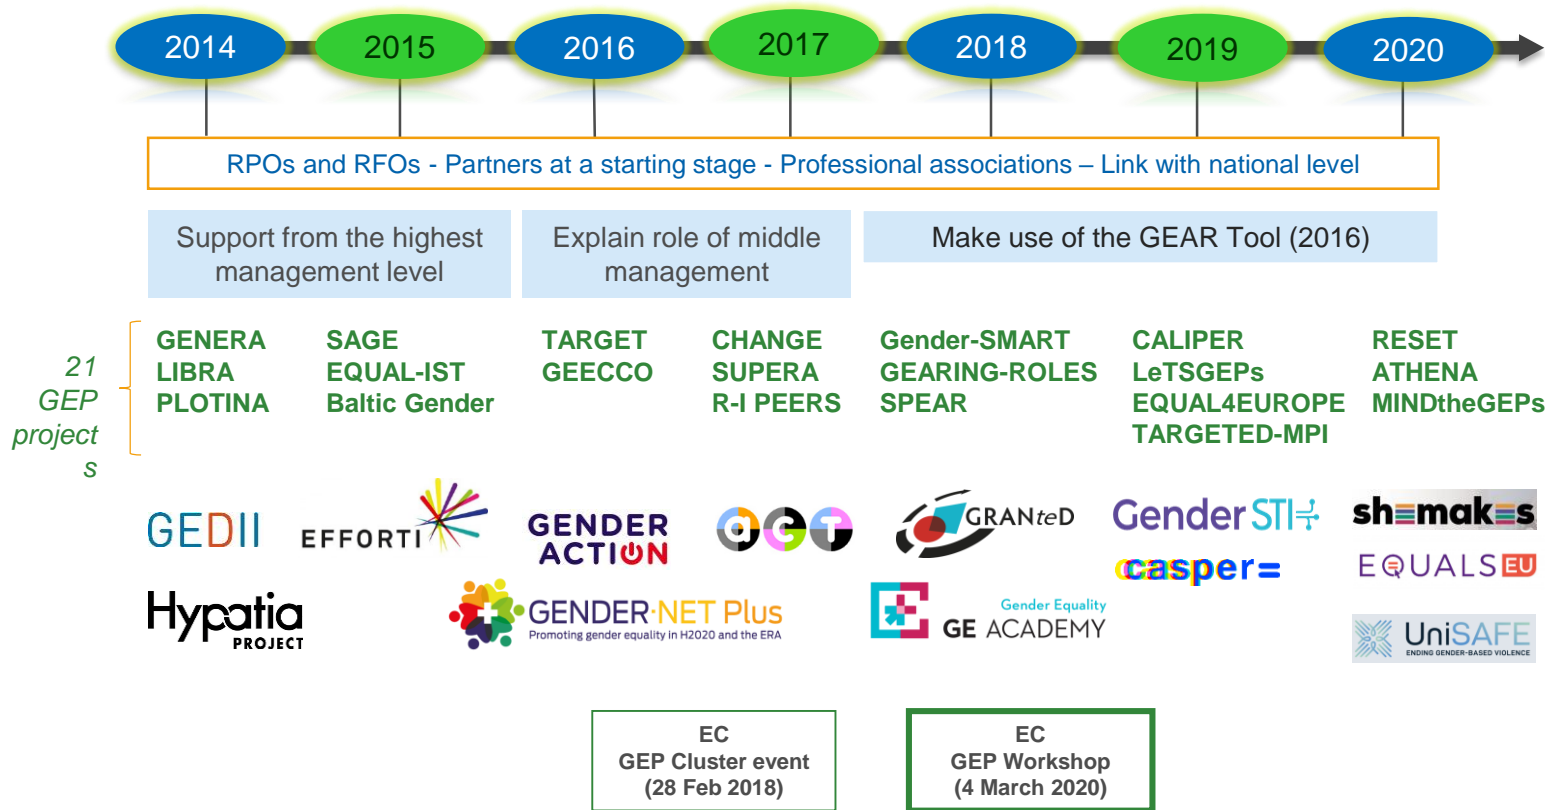 2014 2015 2016 2017 2018 2019 2020
RPOs and RFOs - Partners at a starting stage - Professional associations – Link with national level
Support from the highest
management level
Explain role of middle
management
Make use of the GEAR Tool (2016)
21
GEP
project
s
GENERA
LIBRA
PLOTINA
SAGE
EQUAL-IST
Baltic Gender
TARGET
GEECCO
CHANGE
SUPERA
R-I PEERS
Gender-SMART
GEARING-ROLES
SPEAR
CALIPER
LeTSGEPs
EQUAL4EUROPE
TARGETED-MPI
RESET
ATHENA
MINDtheGEPs
GEDII
EFFORTI
GENDER
ACTION
act
GRANteD
Gender STI
shemakes
casper=
EQUALS EU
Hypatia
PROJECT
GENDER·NET Plus
Promoting gender equality in H2020 and the ERA
Gender Equality
GE ACADEMY
UniSAFE
ENDING GENDER-BASED VIOLENCE
EC
GEP Cluster event
(28 Feb 2018)
EC
GEP Workshop
(4 March 2020)